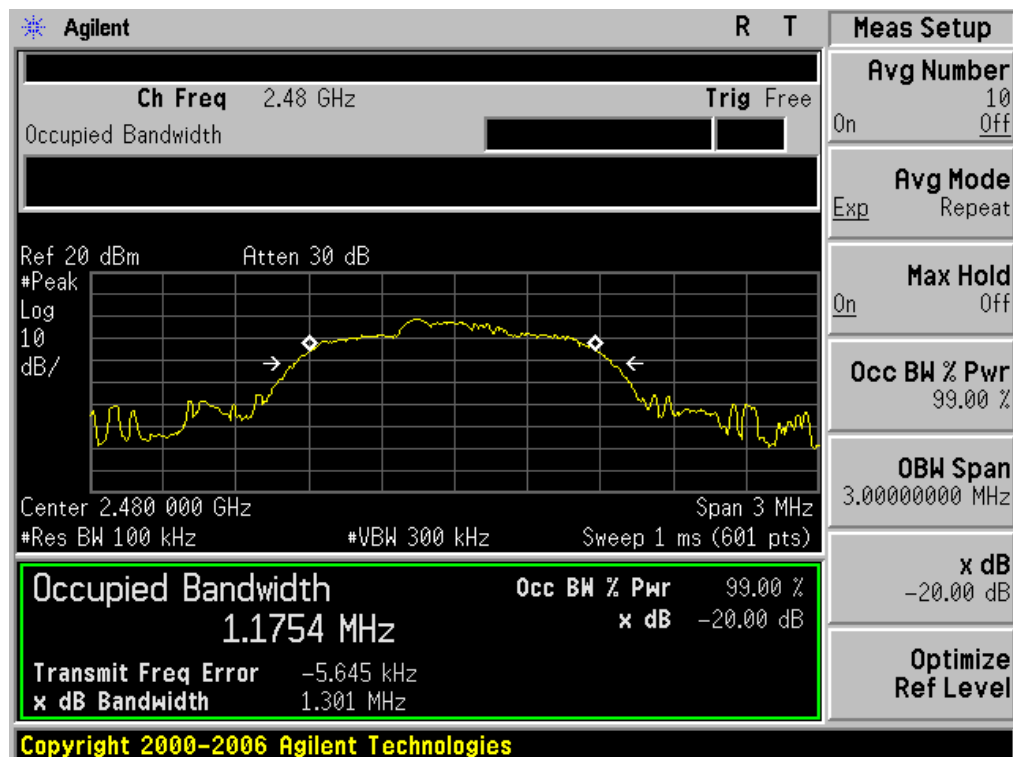 Agilent R T
Ch Freq 2.48 GHz Trig Free
Occupied Bandwidth
Ref 20 dBm Atten 30 dB
#Peak
Log
10
dB/
Center 2.480 000 GHz Span 3 MHz
#Res BW 100 kHz #VBW 300 kHz Sweep 1 ms (601 pts)
Occupied Bandwidth Occ BW % Pwr 99.00 %
1.1754 MHz x dB -20.00 dB
Transmit Freq Error -5.645 kHz
x dB Bandwidth 1.301 MHz
Copyright 2000-2006 Agilent Technologies
Meas Setup
Avg Number
10
On Off
Avg Mode
Exp Repeat
Max Hold
On Off
Occ BW % Pwr
99.00 %
OBW Span
3.00000000 MHz
x dB
-20.00 dB
Optimize
Ref Level